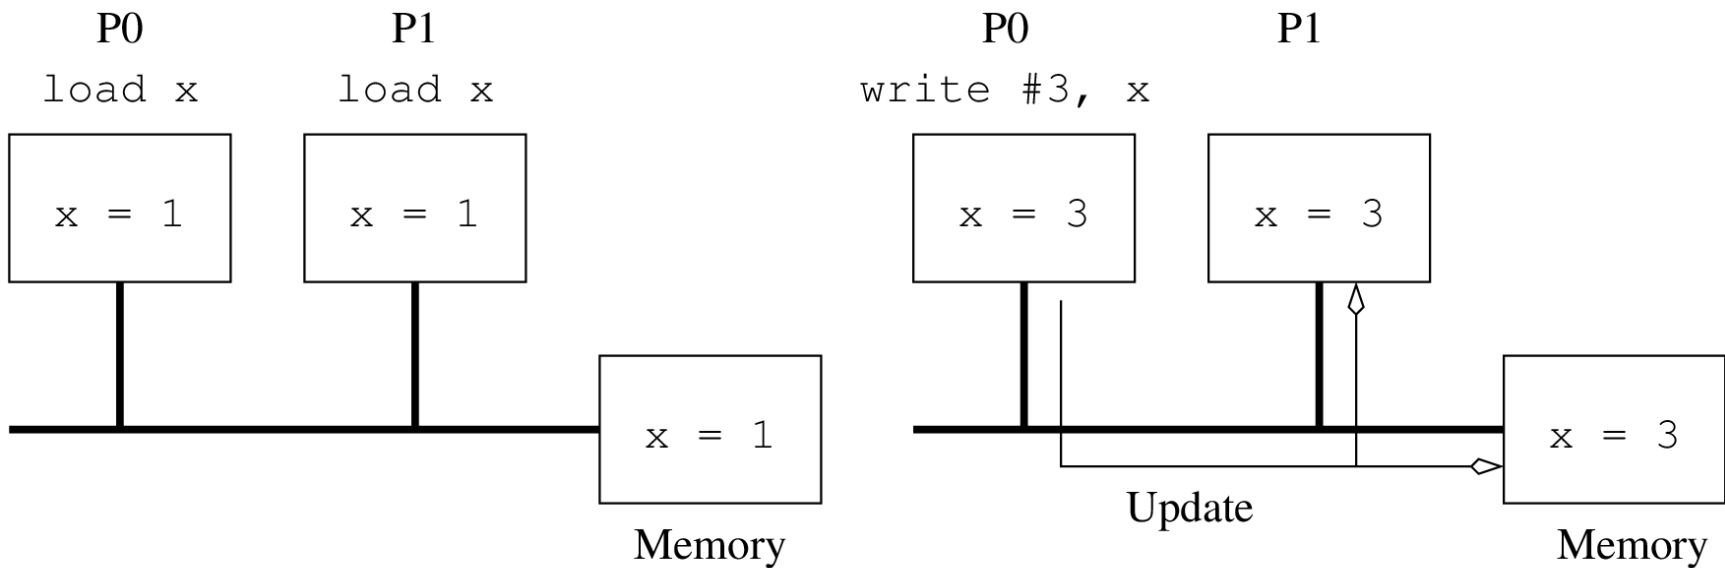 P0
P1
load x
load x
x = 1
x = 1
x = 1
Memory
P0
P1
write #3, x
x = 3
x = 3
x = 3
Update
Memory